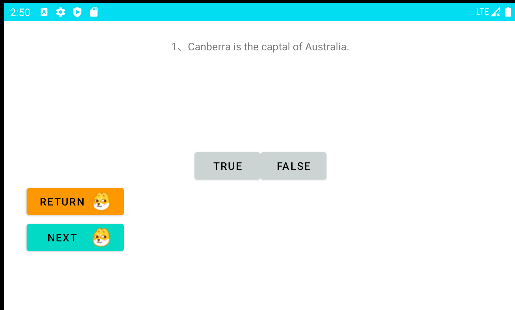 2:50 LTE
1、Canberra is the captal of Australia.
TRUE FALSE
RETURN
NEXT